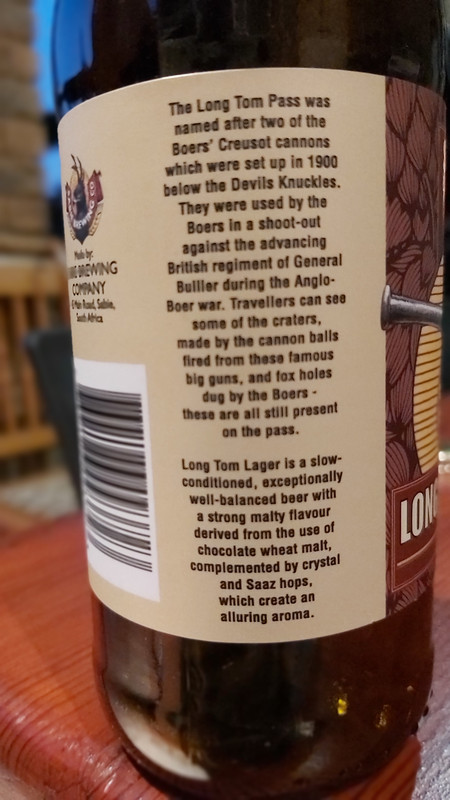 The Long Tom Pass was
named after two of the
Boers' Creusot cannons
which were set up in 1900
below the Devils Knuckles.
They were used by the
Boers in a shoot-out
against the advancing
British regiment of General
Buller during the Anglo-
Boer war. Travellers can see
some of the craters,
made by the cannon balls
fired from these famous
big guns, and fox holes
dug by the Boers -
these are all still present
on the pass.
Long Tom Lager is a slow-
conditioned, exceptionally
well-balanced beer with
a strong malty flavour
derived from the use of
chocolate wheat malt,
complemented by crystal
and Saaz hops,
which create an
alluring aroma.
BREWING CO
Made by:
BREWING
COMPANY
Main Road, Sabie,
South Africa
LON